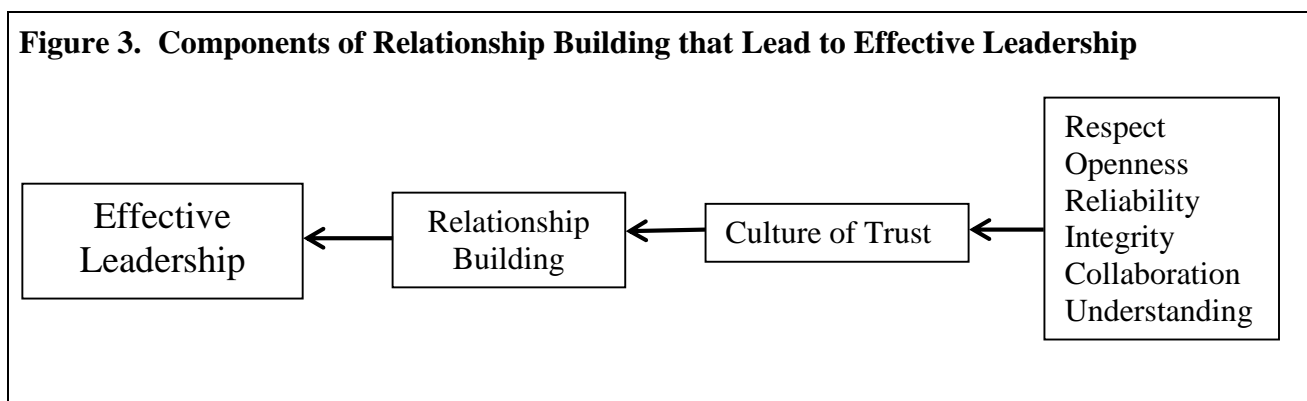 Figure 3.  Components of Relationship Building that Lead to Effective Leadership
Effective
Leadership
Relationship
Building
Culture of Trust
Respect
Openness
Reliability
Integrity
Collaboration
Understanding